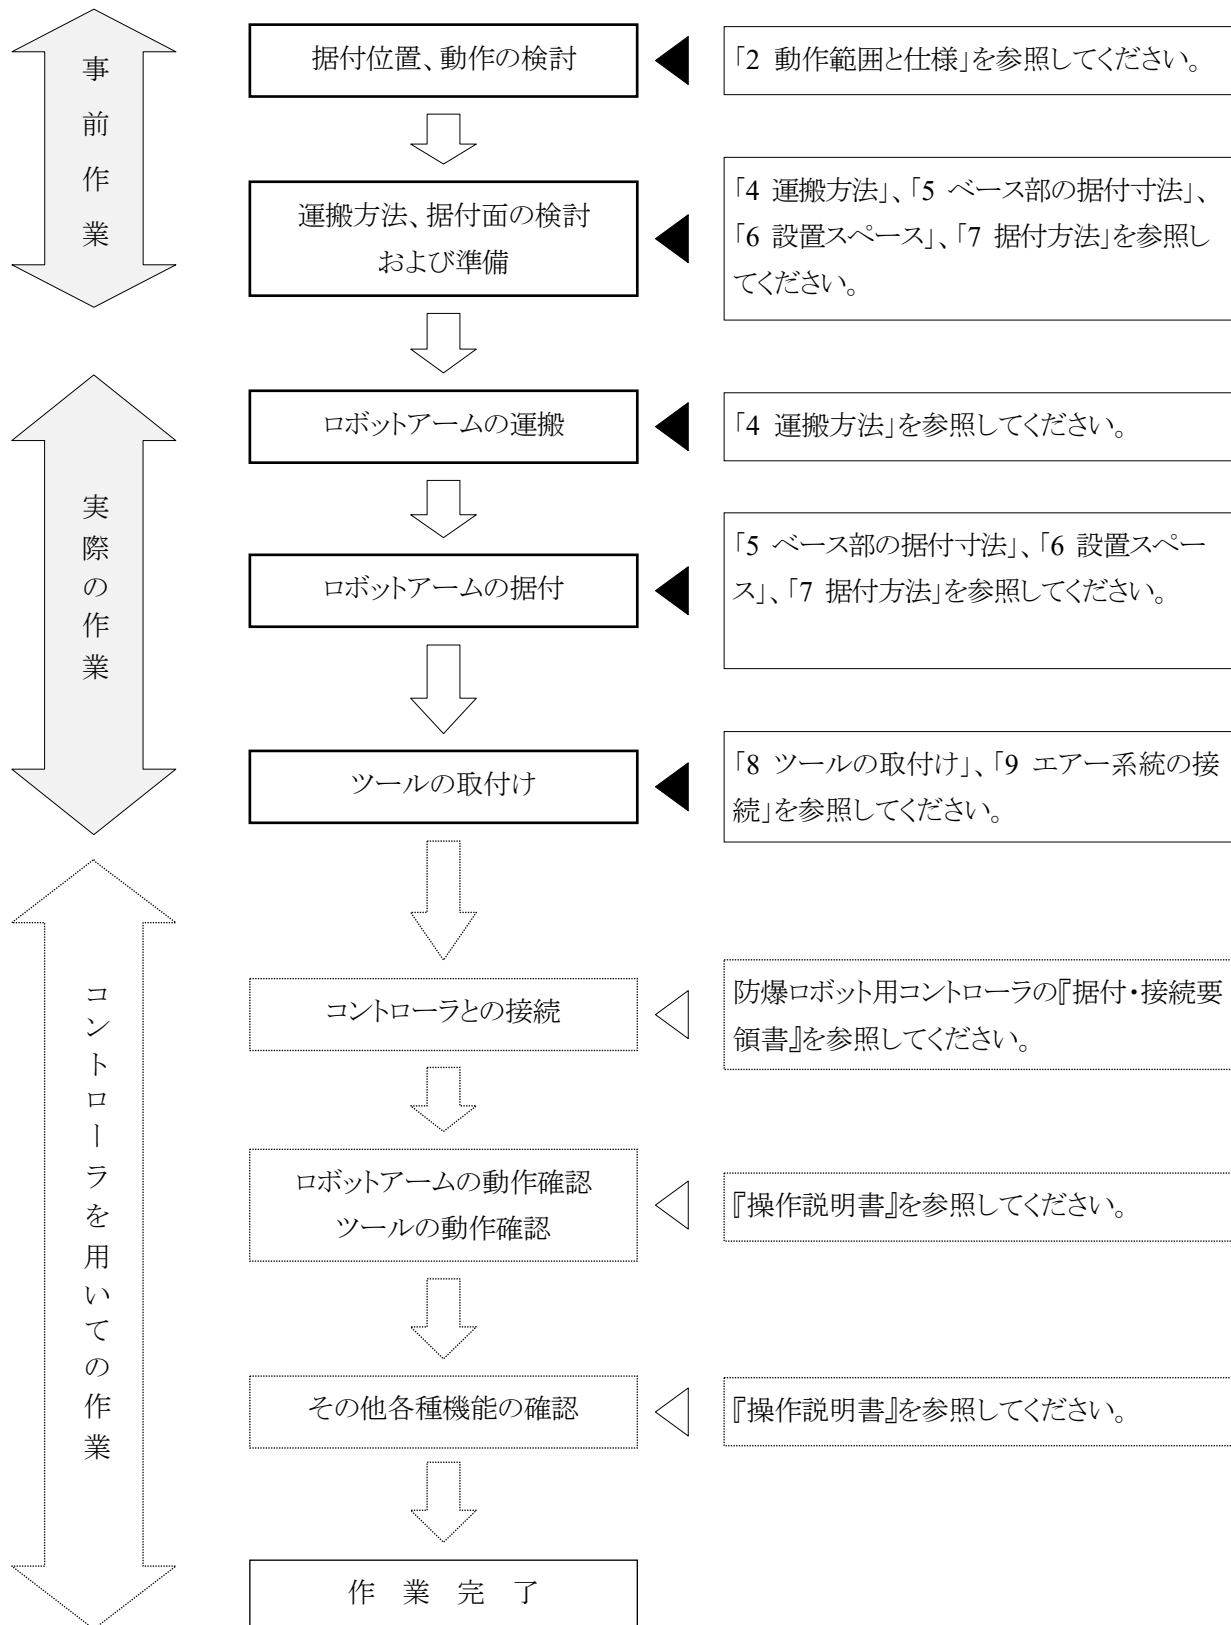 事前作業
据付位置、動作の検討
「2 動作範囲と仕様」を参照してください。
運搬方法、据付面の検討
および準備
「4 運搬方法」、「5 ベース部の据付寸法」、
「6 設置スペース」、「7 据付方法」を参照し
てください。
実際の作業
ロボットアームの運搬
「4 運搬方法」を参照してください。
ロボットアームの据付
「5 ベース部の据付寸法」、「6 設置スペー
ス」、「7 据付方法」を参照してください。
ツールの取付け
「8 ツールの取付け」、「9 エアー系統の接
続」を参照してください。
コントローラを用いての作業
コントローラとの接続
防爆ロボット用コントローラの『据付・接続要
領書』を参照してください。
ロボットアームの動作確認
ツールの動作確認
『操作説明書』を参照してください。
その他各種機能の確認
『操作説明書』を参照してください。
作 業 完 了